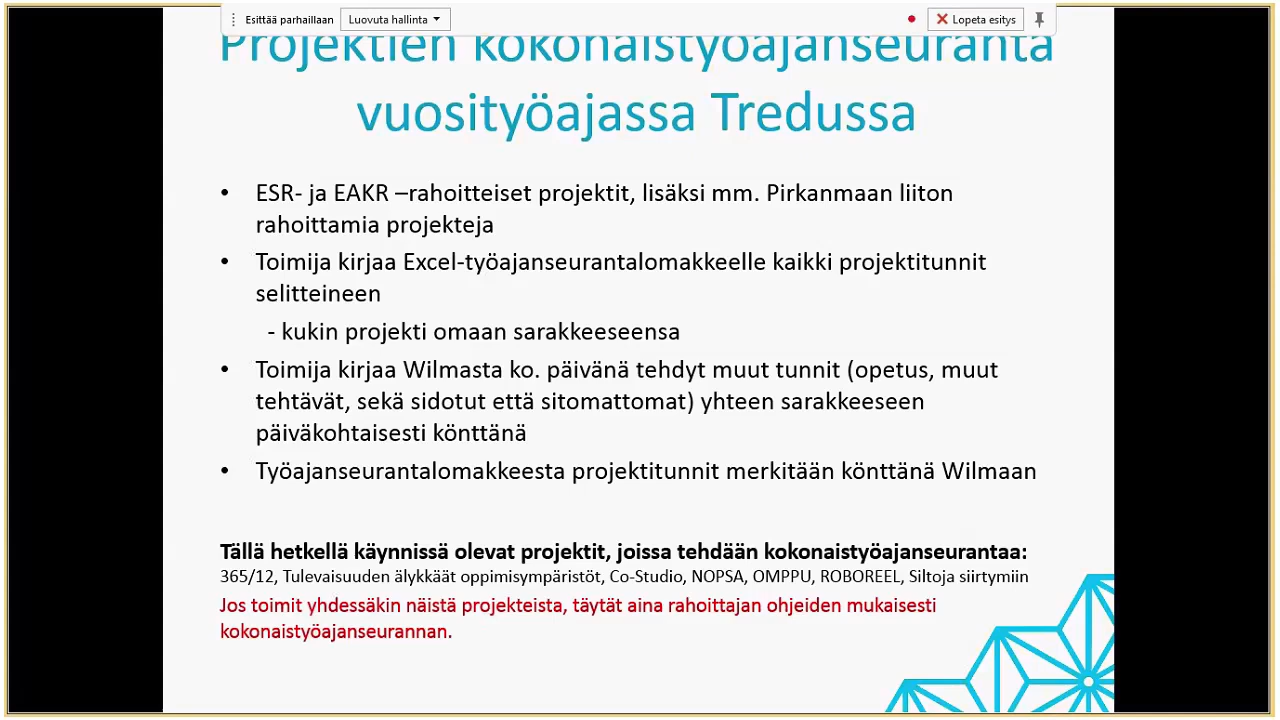 Esittää parhaillaan
Luovuta hallinta
Lopeta esitys
Projektien kokonaistyöajanseuranta
vuosityöajassa Tredussa
• ESR- ja EAKR –rahoitteiset projektit, lisäksi mm. Pirkanmaan liiton
rahoittamia projekteja
• Toimija kirjaa Excel-työajanseurantalomakkeelle kaikki projektitunnit
selitteineen
- kukin projekti omaan sarakkeeseensa
• Toimija kirjaa Wilmasta ko. päivänä tehdyt muut tunnit (opetus, muut
tehtävät, sekä sidotut että sitomattomat) yhteen sarakkeeseen
päiväkohtaisesti könttänä
• Työajanseurantalomakkeesta projektitunnit merkitään könttänä Wilmaan
Tällä hetkellä käynnissä olevat projektit, joissa tehdään kokonaistyöajanseurantaa:
365/12, Tulevaisuuden älykkäät oppimisympäristöt, Co-Studio, NOPSA, OMPPU, ROBOREEL, Siltoja siirtymiin
Jos toimit yhdessäkin näistä projekteista, täytät aina rahoittajan ohjeiden mukaisesti
kokonaistyöajanseurannan.